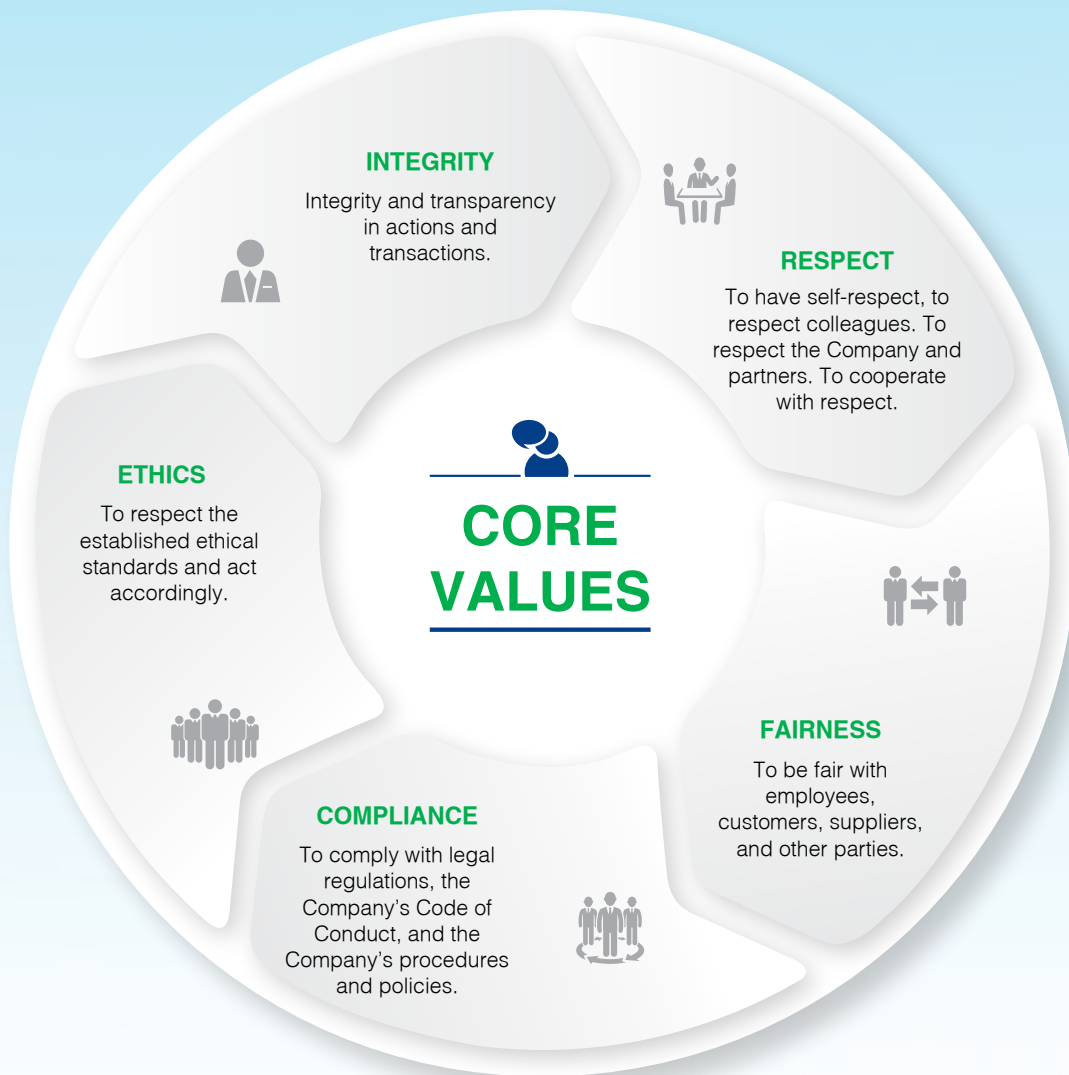 INTEGRITY
Integrity and transparency
in actions and
transactions.
RESPECT
To have self-respect, to
respect colleagues. To
respect the Company and
partners. To cooperate
with respect.
CORE
VALUES
ETHICS
To respect the
established ethical
standards and act
accordingly.
FAIRNESS
To be fair with
employees,
customers, suppliers,
and other parties.
COMPLIANCE
To comply with legal
regulations, the
Company’s Code of
Conduct, and the
Company’s procedures
and policies.